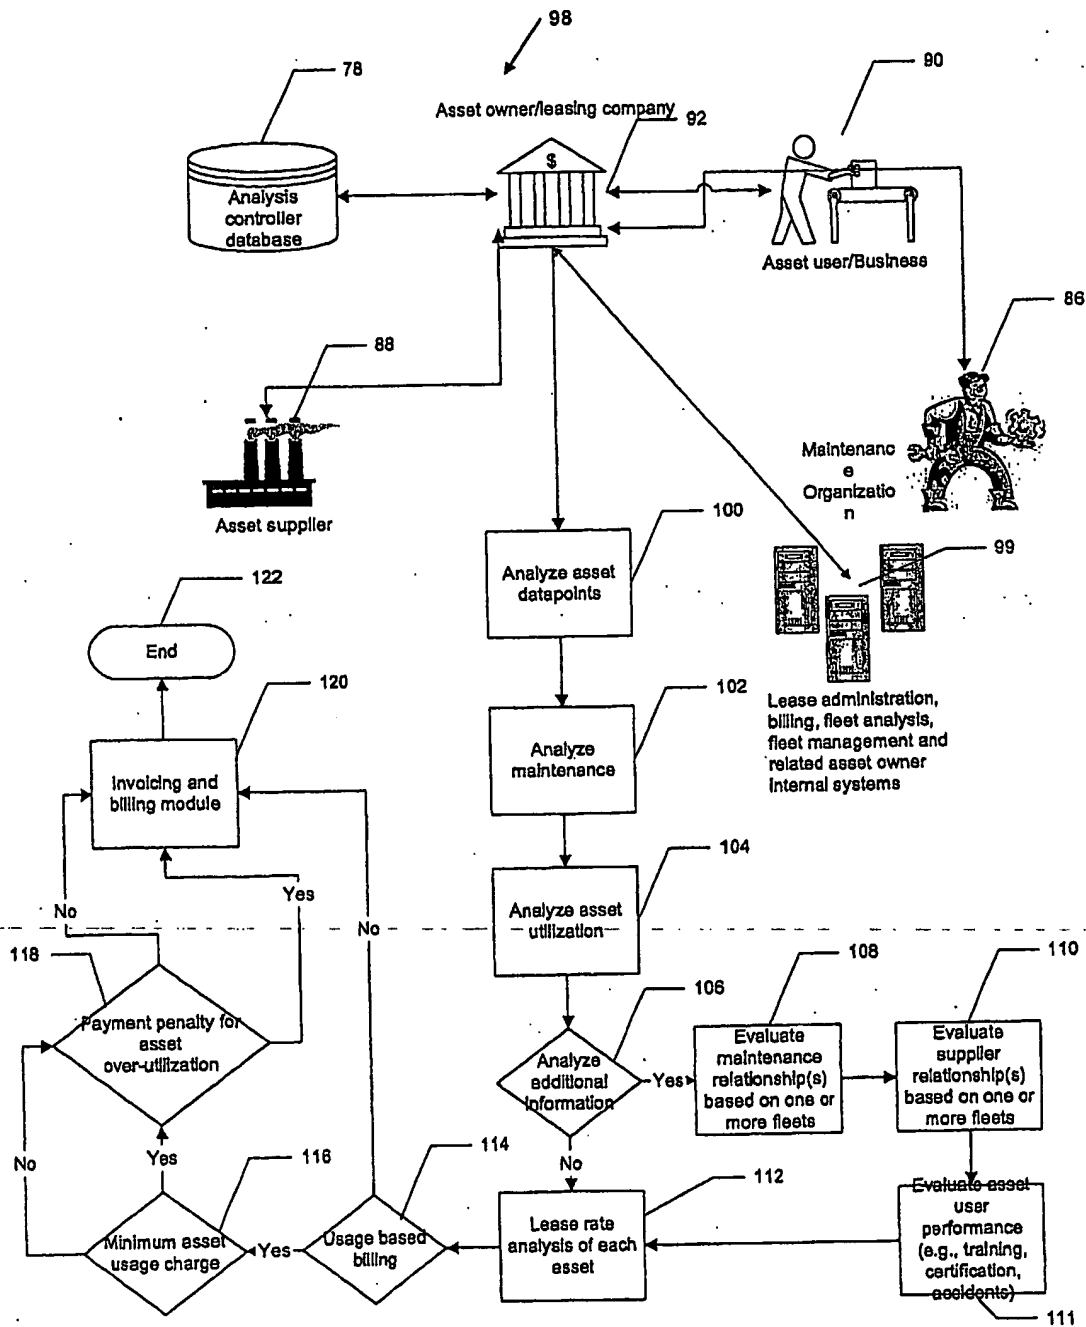 98
78
90
Asset owner/leasing company
92
$
Analysis
controller
database
Asset user/Business
86
88
Maintenanc
e
Organizatio
n
Asset supplier
100
99
Analyze asset
datapoints
122
End
120
102
Lease administration,
billing, fleet analysis,
fleet management and
related asset owner
internal systems
Analyze
maintenance
Invoicing and
billing module
104
Yes
Analyze asset
utilization
No
No
118
108
110
106
Payment penalty for
asset
over-utilization
Evaluate
maintenance
relationship(s)
based on one or
more fleets
Evaluate
supplier
relationship(s)
based on one or
more fleets
Analyze
additional
information
Yes
No
Yes
116
114
No
112
Evaluate asset
user
performance
(e.g., training,
certification,
accidents)
Minimum asset
usage charge
Yes
Usage based
billing
Lease rate
analysis of each
asset
111